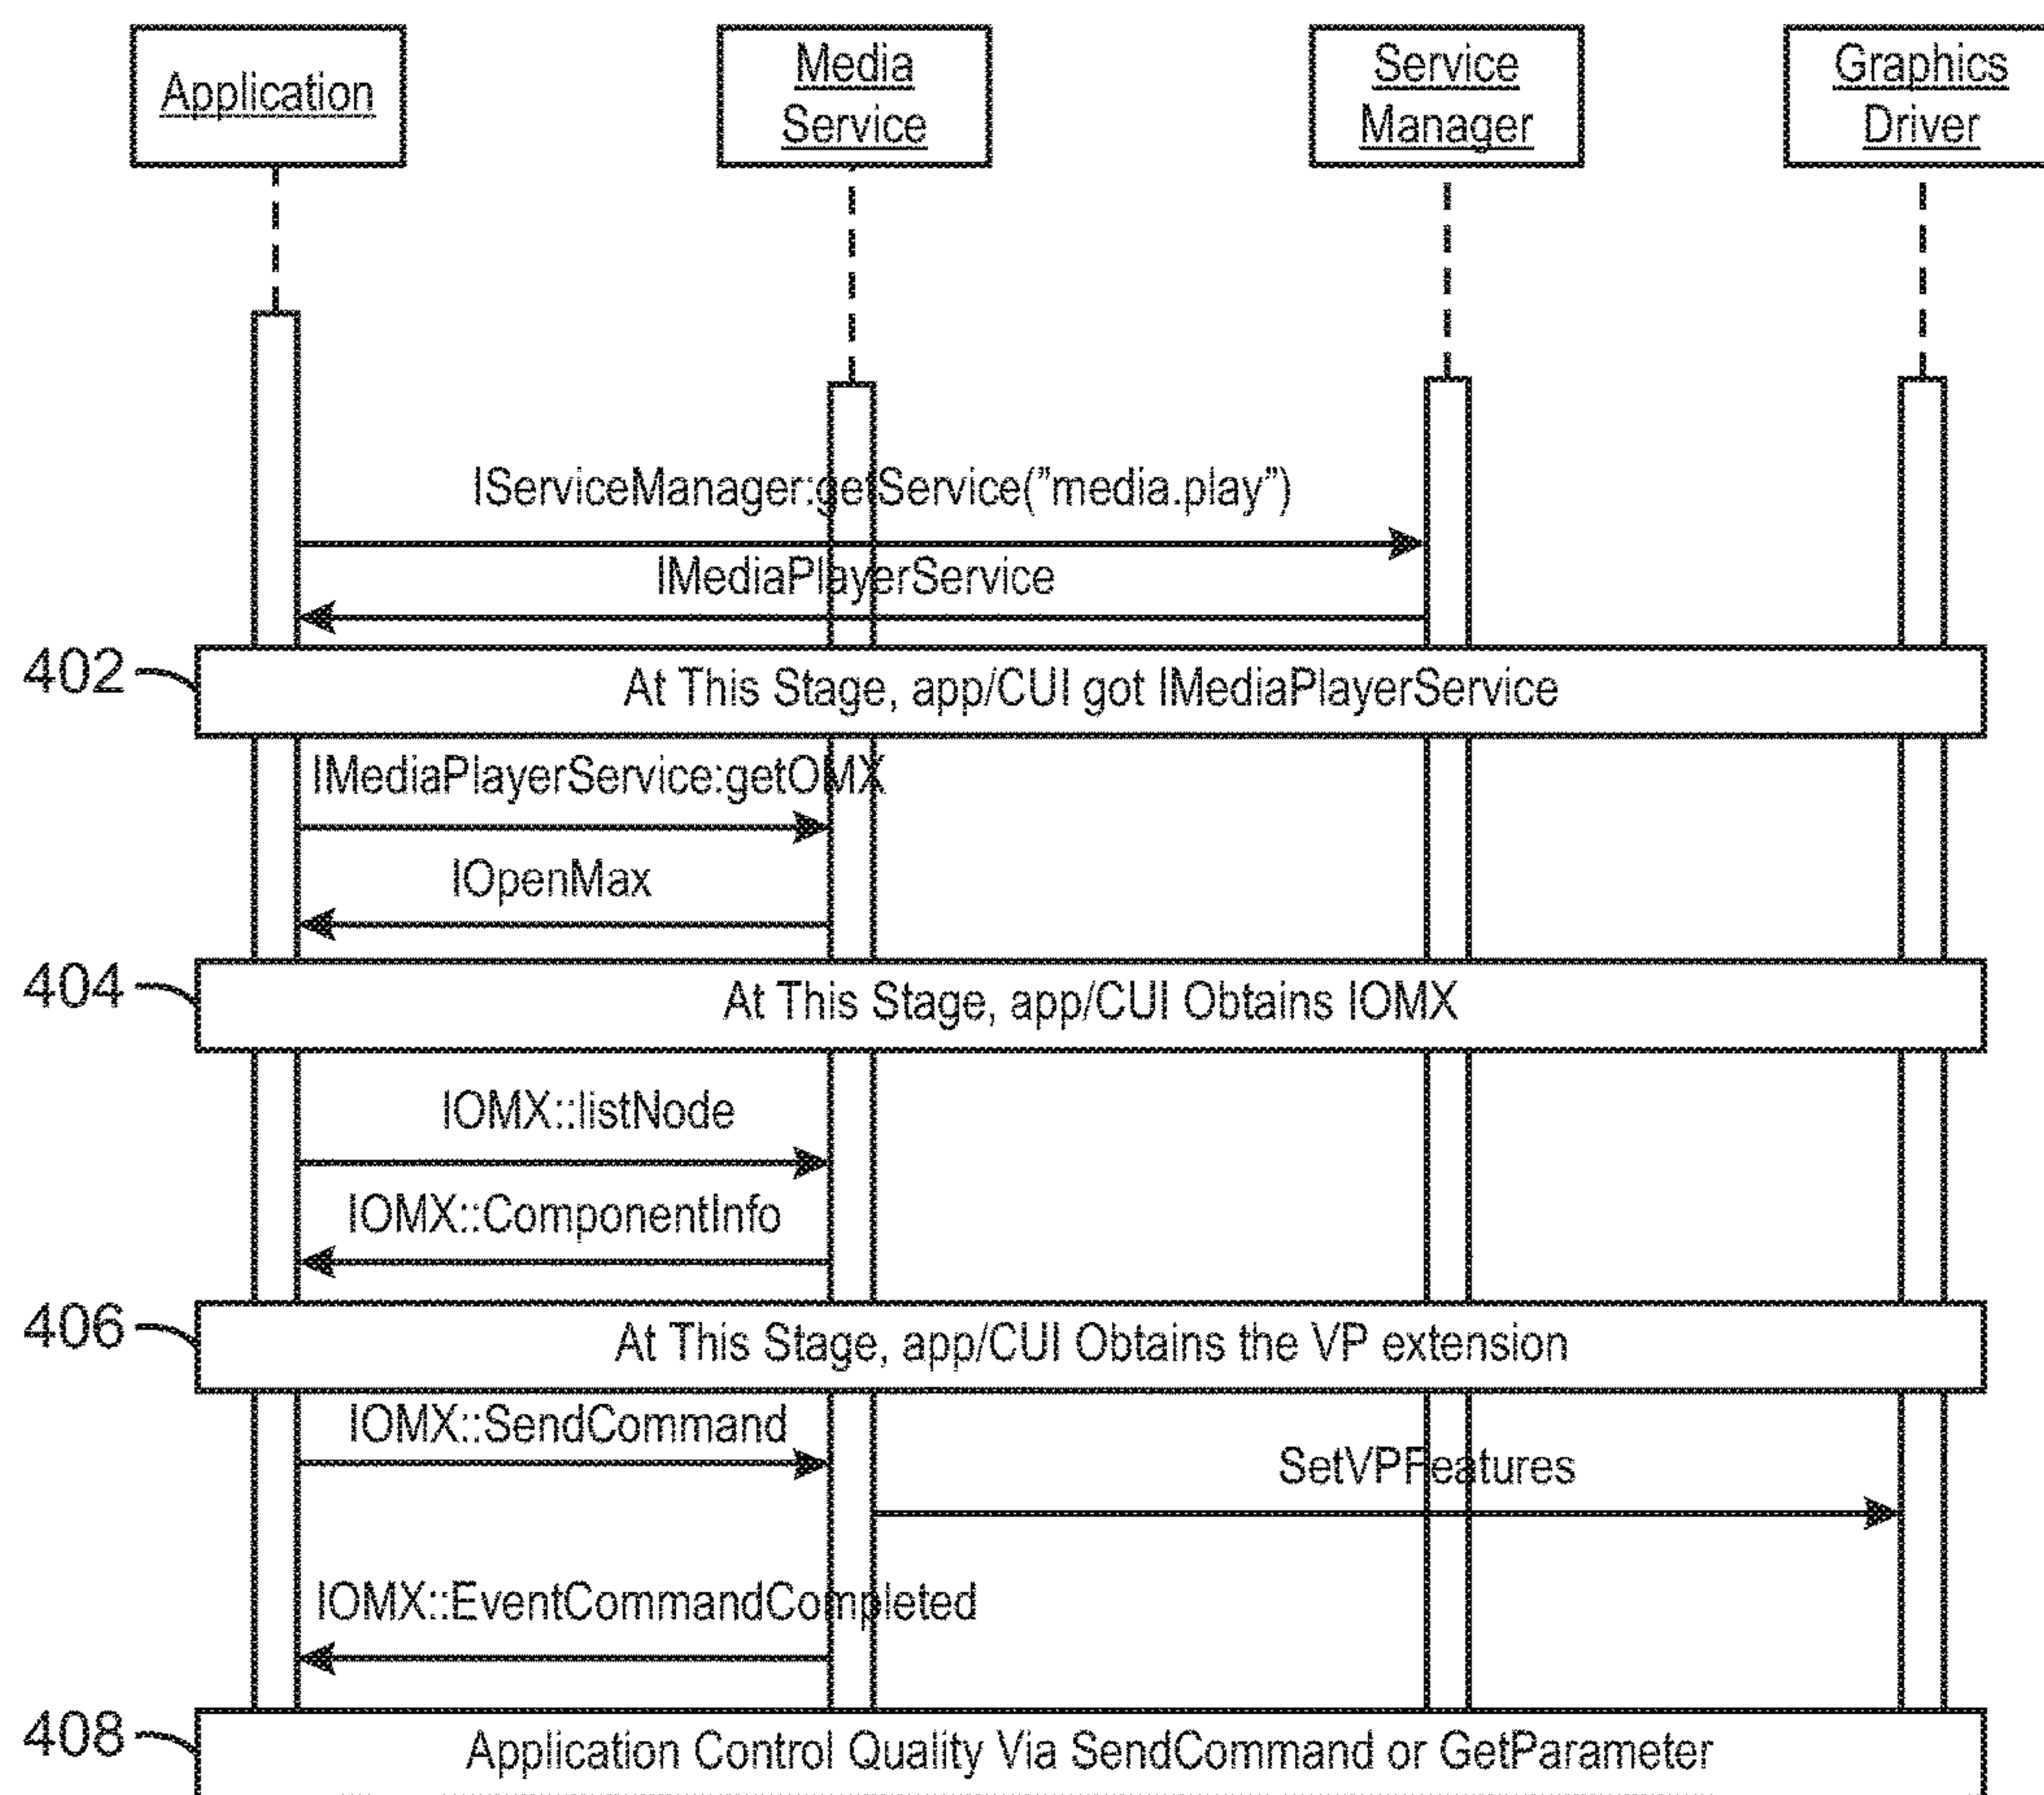 Application
Media
Service
Service
Manager
Graphics
Driver
IServiceManager:getService("media.play")
IMediaPlayerService
402
At This Stage, app/CUI got IMediaPlayerService
IMediaPlayerService:getOMX
IOpenMax
404
At This Stage, app/CUI Obtains IOMX
IOMX::listNode
IOMX::ComponentInfo
406
At This Stage, app/CUI Obtains the VP extension
IOMX::SendCommand
SetVPFeatures
IOMX::EventCommandCompleted
408
Application Control Quality Via SendCommand or GetParameter